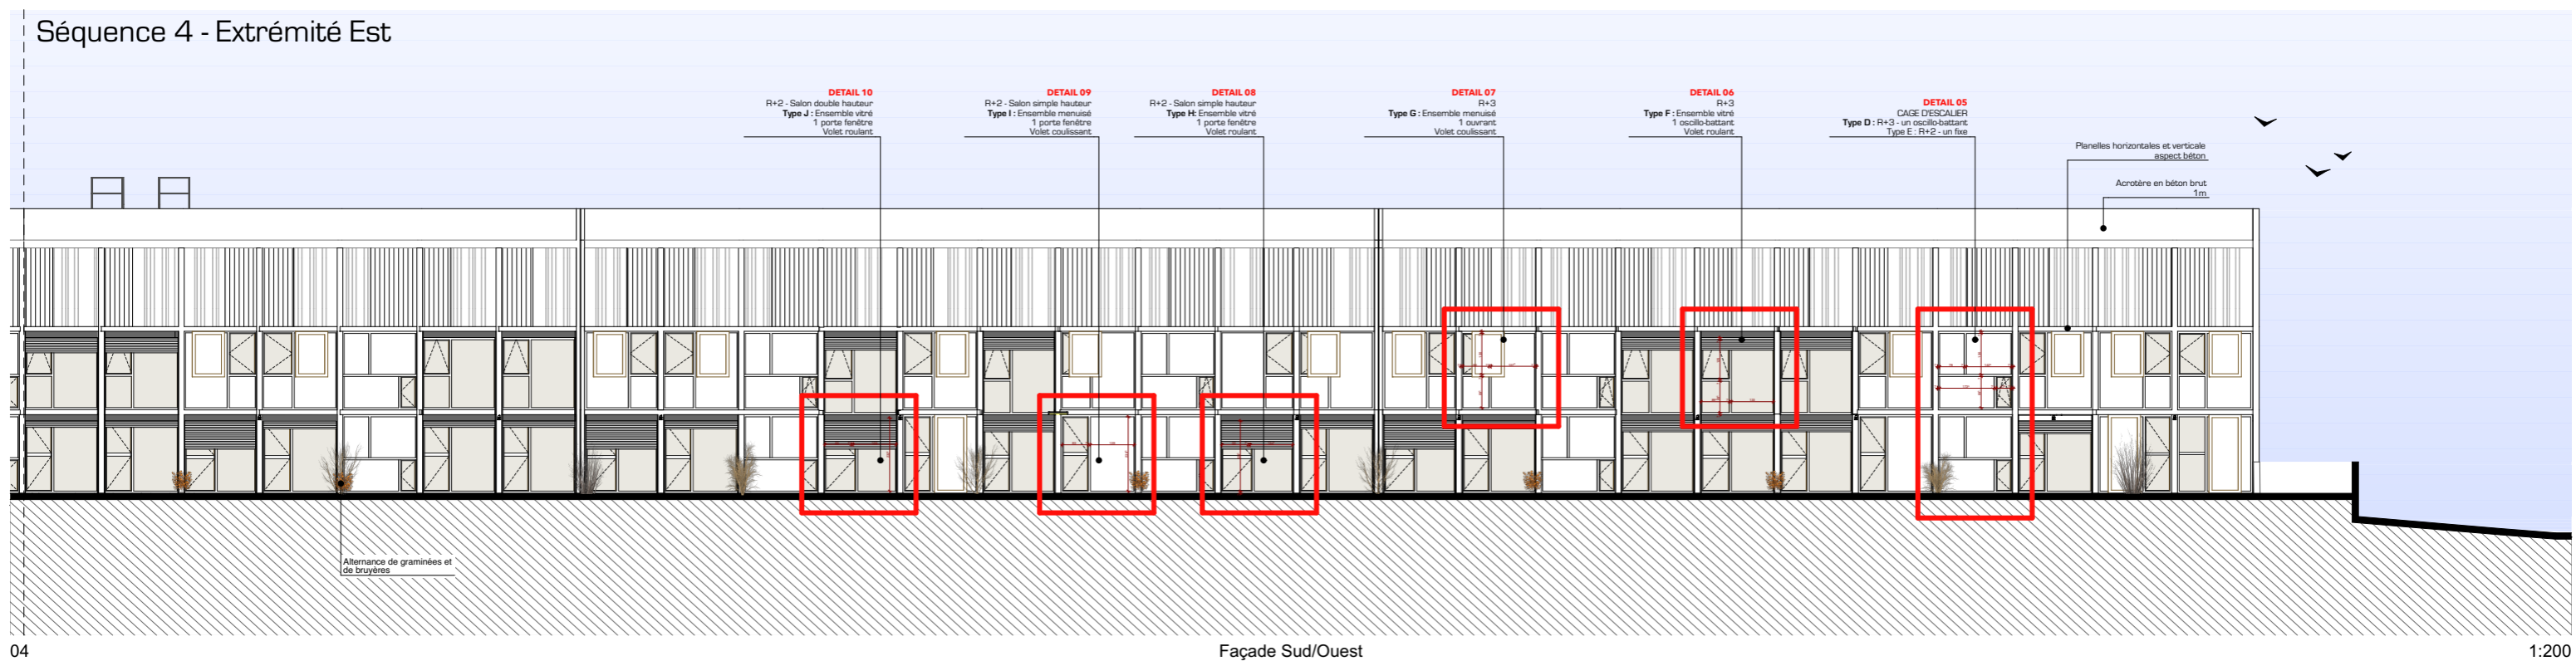 Séquence 4 - Extrémité Est
DETAIL 10
R+2 - Salon double hauteur
Type J : Ensemble vitré
1 porte fenêtre
Volet roulant
DETAIL 09
R+2 - Salon simple hauteur
Type I : Ensemble menuisé
1 porte fenêtre
Volet coulissant
DETAIL 08
R+2 - Salon simple hauteur
Type H: Ensemble vitré
1 porte fenêtre
Volet roulant
DETAIL 07
R+3
Type G : Ensemble menuisé
1 ouvrant
Volet coulissant
DETAIL 06
R+3
Type F : Ensemble vitré
1 oscillo-battant
Volet roulant
DETAIL 05
CAGE D'ESCALIER
Type D : R+3 - un oscillo-battant
Type E : R+2 - un fixe
Planelles horizontales et verticale
aspect béton
Acrotère en béton brut
1m
Alternance de graminées et
de bruyères
04
Façade Sud/Ouest
1:200